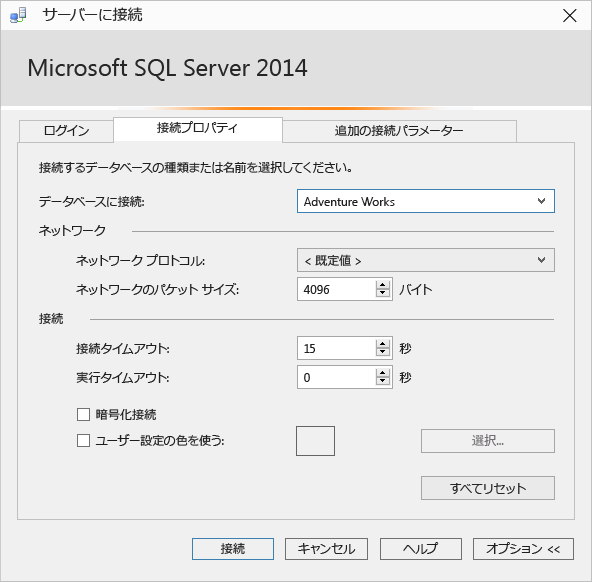 サーバーに接続
Microsoft SQL Server 2014
ログイン 接続プロパティ 追加の接続パラメーター
接続するデータベースの種類または名前を選択してください。
データベースに接続: Adventure Works
ネットワーク
ネットワーク プロトコル: < 既定値 >
ネットワークのパケット サイズ: 4096 バイト
接続
接続タイムアウト: 15 秒
実行タイムアウト: 0 秒
暗号化接続
ユーザー設定の色を使う: 選択...
すべてリセット
接続 キャンセル ヘルプ オプション <<